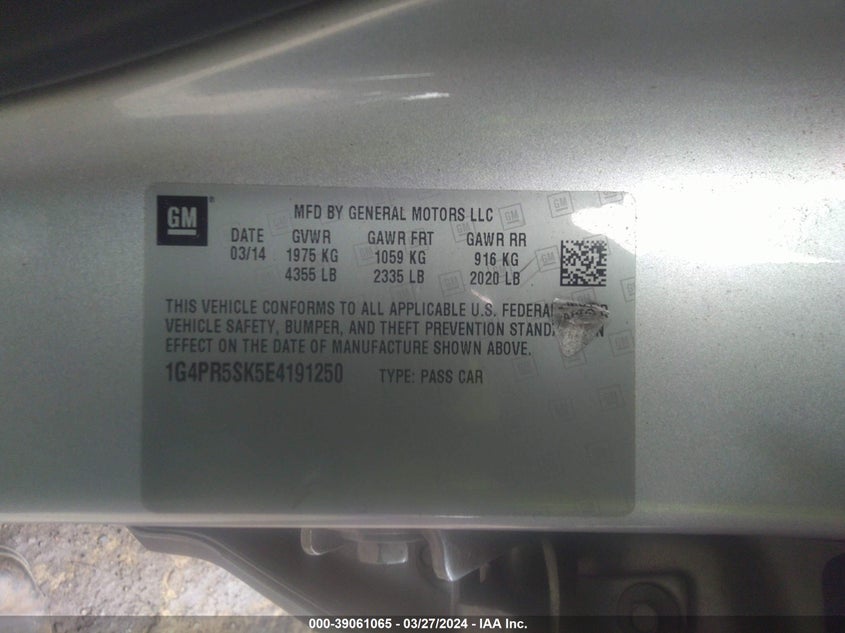 GM
MFD BY GENERAL MOTORS LLC
DATE GVWR GAWR FRT GAWR RR
03/14 1975 KG 1059 KG 916 KG
4355 LB 2335 LB 2020 LB
THIS VEHICLE CONFORMS TO ALL APPLICABLE U.S. FEDERAL
VEHICLE SAFETY, BUMPER, AND THEFT PREVENTION IN
EFFECT ON THE DATE OF MANUFACTURE SHOWN ABOVE.
1G4PR5SK5E4191250 TYPE: PASS CAR
000-39061065 / 03/27/2024 - IAA Inc.